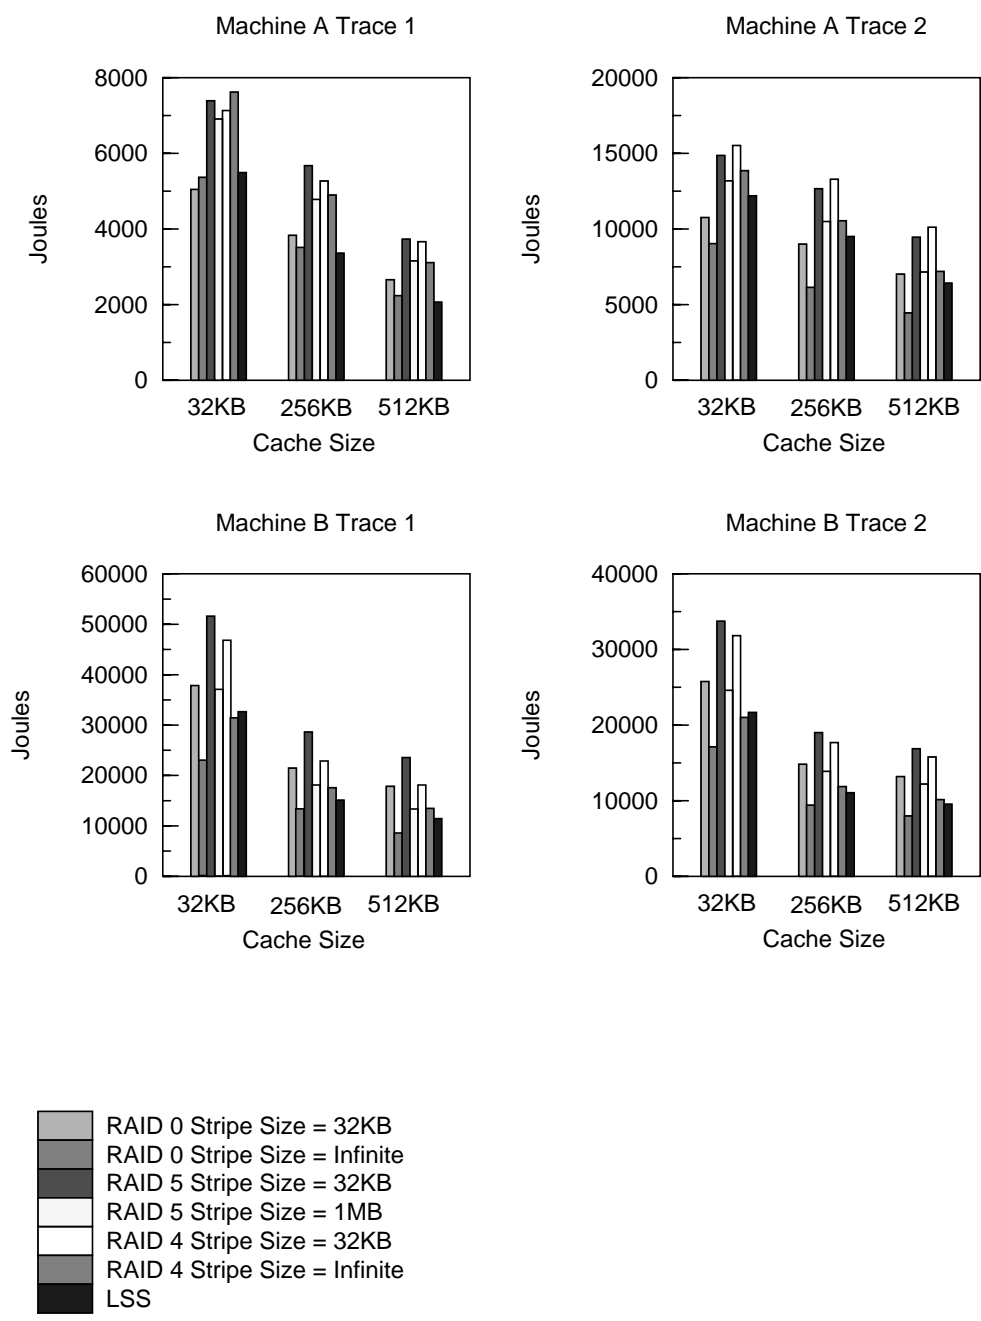 Machine A Trace 1
8000
6000
4000
2000
0
Joules
32KB 256KB 512KB
Cache Size
Machine A Trace 2
20000
15000
10000
5000
0
Joules
32KB 256KB 512KB
Cache Size
Machine B Trace 1
60000
50000
40000
30000
20000
10000
0
Joules
32KB 256KB 512KB
Cache Size
Machine B Trace 2
40000
30000
20000
10000
0
Joules
32KB 256KB 512KB
Cache Size
RAID 0 Stripe Size = 32KB
RAID 0 Stripe Size = Infinite
RAID 5 Stripe Size = 32KB
RAID 5 Stripe Size = 1MB
RAID 4 Stripe Size = 32KB
RAID 4 Stripe Size = Infinite
LSS